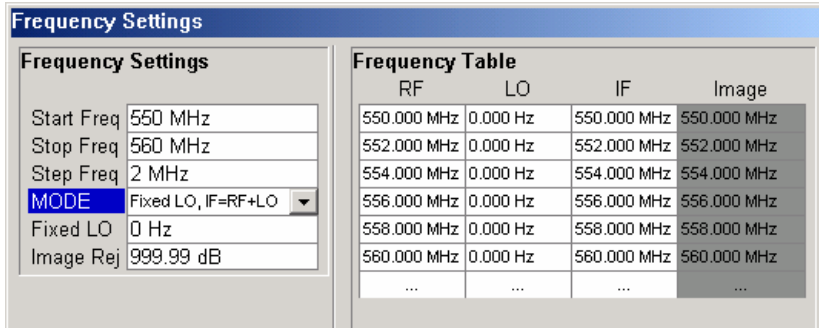 Frequency Settings
Frequency Settings
Start Freq 550 MHz
Stop Freq 560 MHz
Step Freq 2 MHz
MODE Fixed LO, IF=RF+LO
Fixed LO 0 Hz
Image Rej 999.99 dB
Frequency Table
RF LO IF Image
550.000 MHz 0.000 Hz 550.000 MHz 550.000 MHz
552.000 MHz 0.000 Hz 552.000 MHz 552.000 MHz
554.000 MHz 0.000 Hz 554.000 MHz 554.000 MHz
556.000 MHz 0.000 Hz 556.000 MHz 556.000 MHz
558.000 MHz 0.000 Hz 558.000 MHz 558.000 MHz
560.000 MHz 0.000 Hz 560.000 MHz 560.000 MHz
... ... ... ...